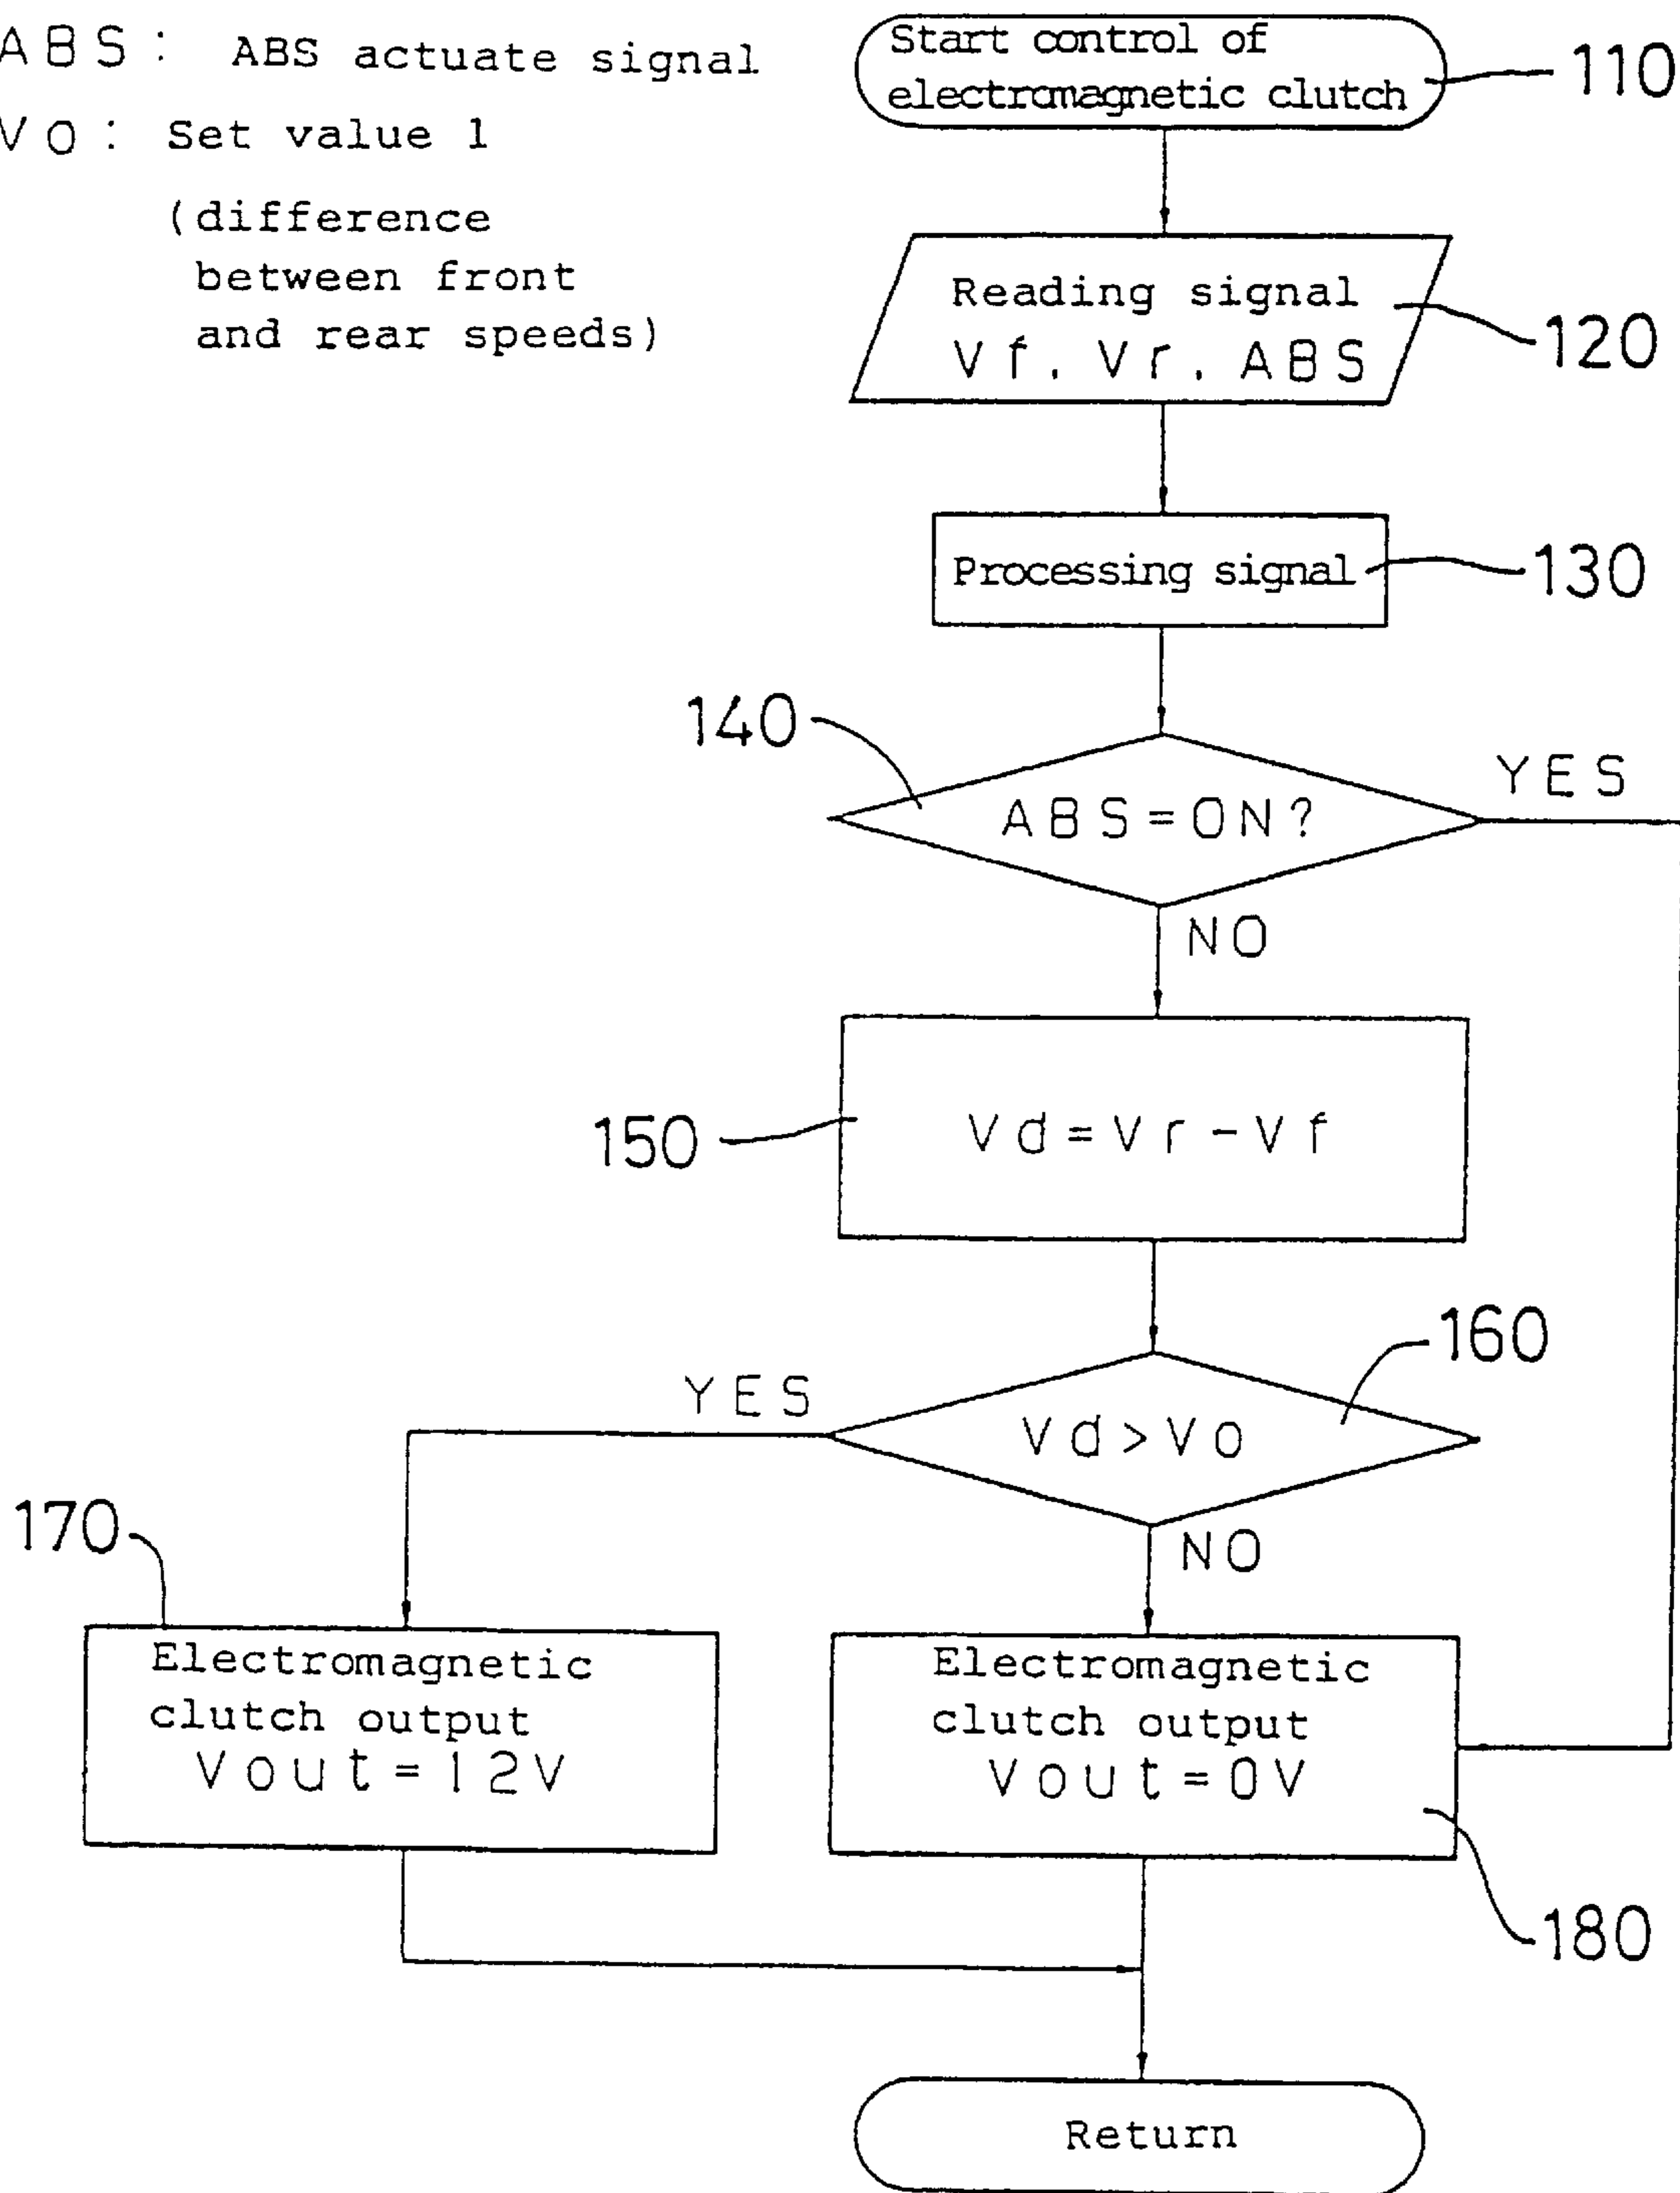 ABS: ABS actuate signal
Vo: Set value 1
(difference
between front
and rear speeds)
Start control of
electromagnetic clutch
110
Reading signal
Vf. Vr. ABS
120
Processing signal
130
140
ABS=ON?
YES
NO
150
Vd=Vr-Vf
160
YES
Vd>Vo
NO
170
Electromagnetic
clutch output
Vout=12V
Electromagnetic
clutch output
Vout=0V
180
Return